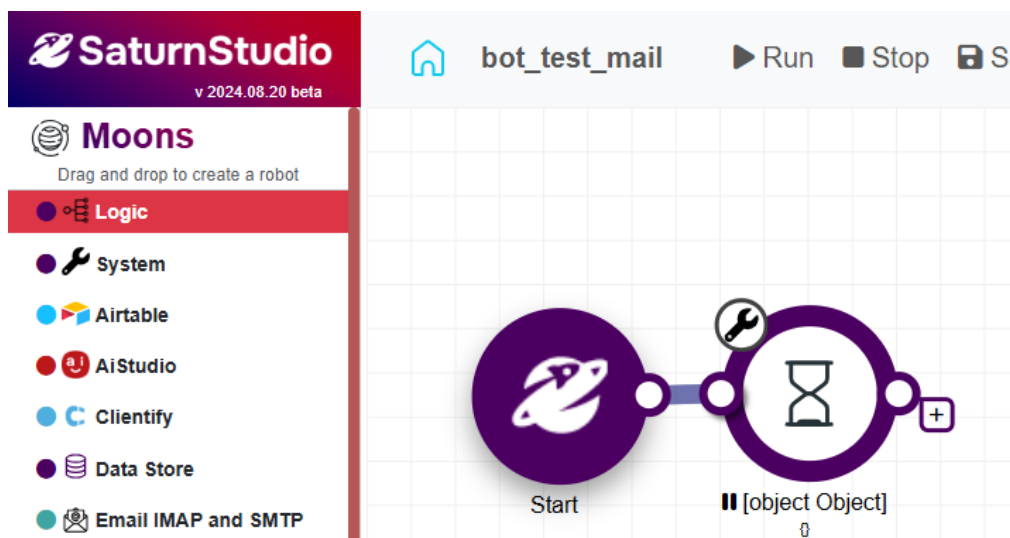 SaturnStudio
v 2024.08.20 beta
bot_test_mail
Run
Stop
S
Moons
Drag and drop to create a robot
Logic
System
Airtable
AiStudio
Clientify
Data Store
Email IMAP and SMTP
Start
[object Object]
{}